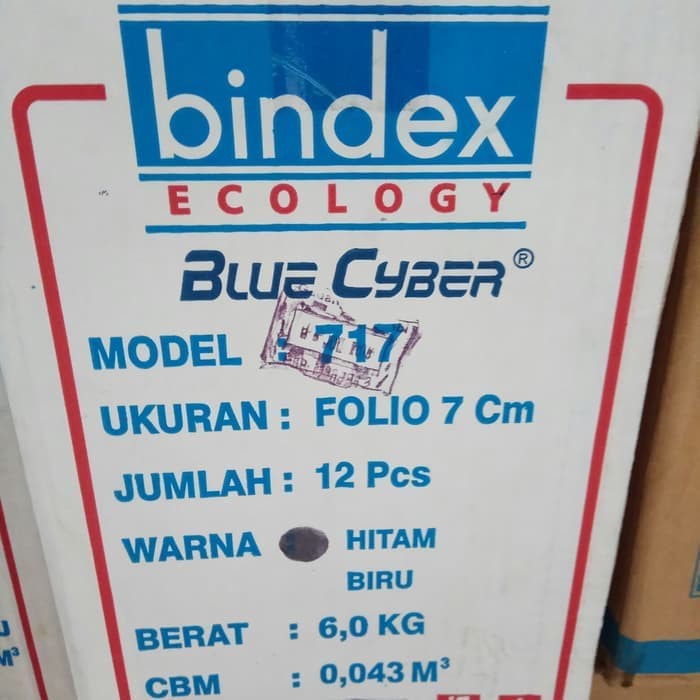 bindex
ECOLOGY
BLUE CYBER®
MODEL : 717
UKURAN : FOLIO 7 Cm
JUMLAH : 12 Pcs
WARNA : HITAM
BIRU
BERAT : 6,0 KG
CBM : 0,043 M³
M³